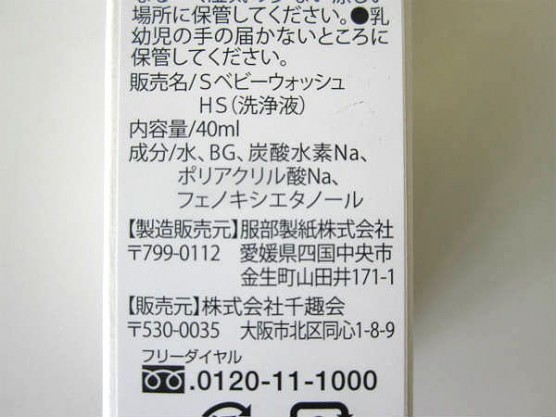 場所に保管してください。●乳
幼児の手の届かないところに
保管してください。
販売名/Sベビーウォッシュ
HS(洗浄液)
内容量/40ml
成分/水、BG、炭酸水素Na、
ポリアクリル酸Na、
フェノキシエタノール
【製造販売元】服部製紙株式会社
〒799-0112 愛媛県四国中央市
金生町山田井171-1
【販売元】株式会社千趣会
〒530-0035 大阪市北区同心1-8-9
フリーダイヤル
.0120-11-1000